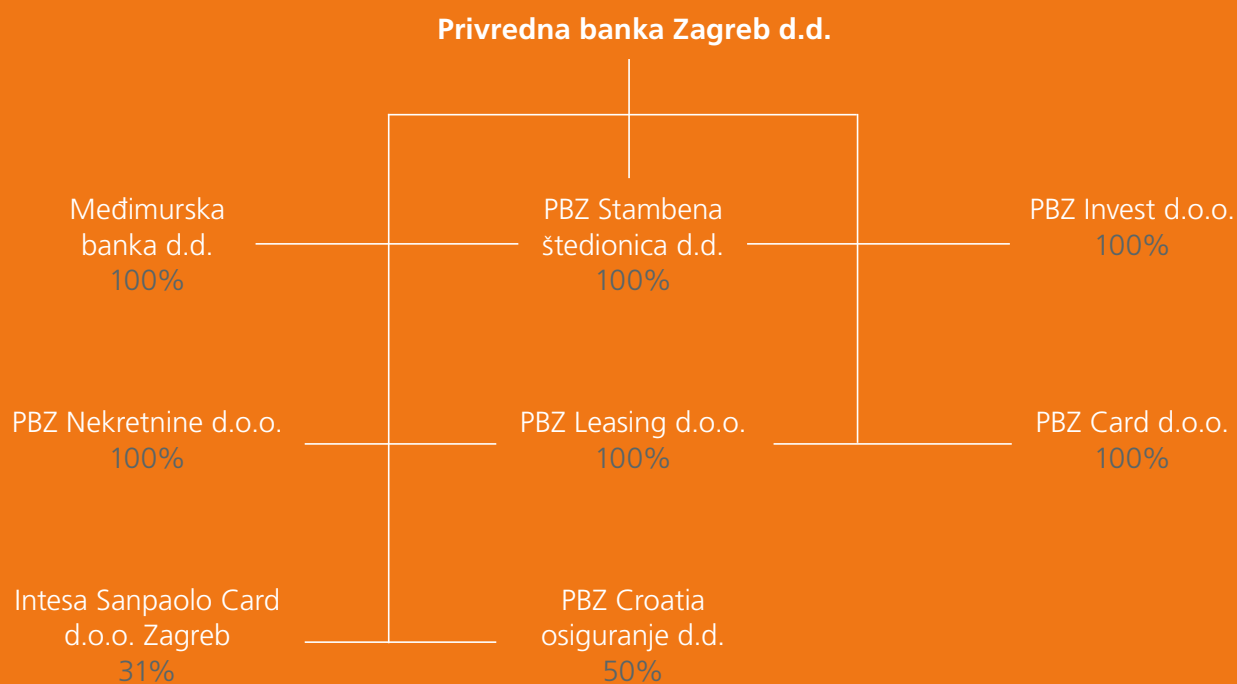 Privredna banka Zagreb d.d.
Međimurska
banka d.d.
100%
PBZ Stambena
štedionica d.d.
100%
PBZ Invest d.o.o.
100%
PBZ Nekretnine d.o.o.
100%
PBZ Leasing d.o.o.
100%
PBZ Card d.o.o.
100%
Intesa Sanpaolo Card
d.o.o. Zagreb
31%
PBZ Croatia
osiguranje d.d.
50%